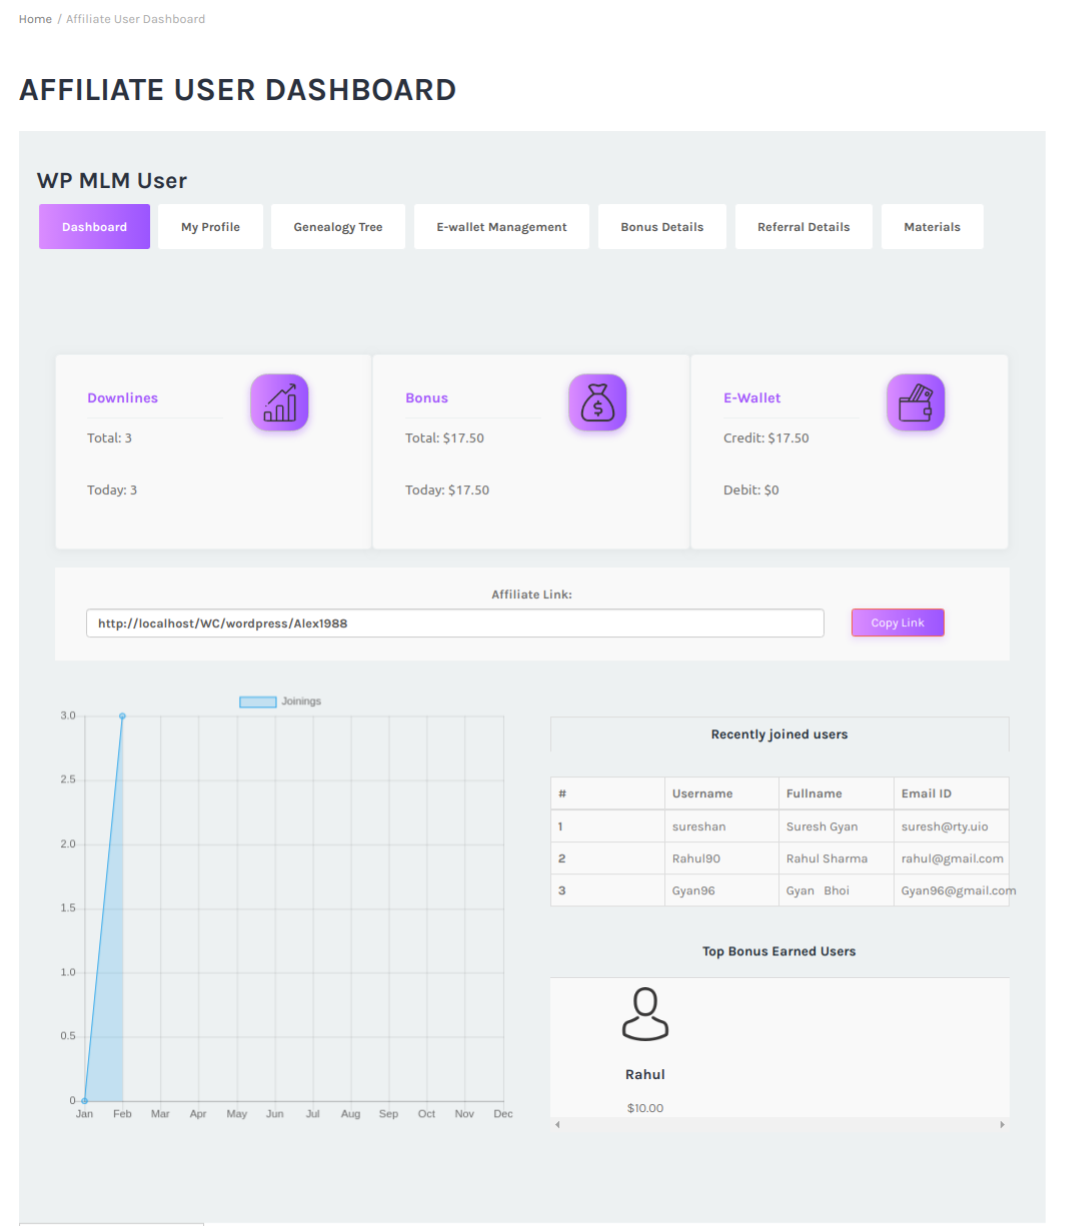 Home / Affiliate User Dashboard
AFFILIATE USER DASHBOARD
WP MLM User
Dashboard My Profile Genealogy Tree E-wallet Management Bonus Details Referral Details Materials
Downlines
Total: 3
Today: 3
Bonus
Total: $17.50
Today: $17.50
E-Wallet
Credit: $17.50
Debit: $0
Affiliate Link:
http://localhost/WC/wordpress/Alex1988 Copy Link
Joinings
3.0
2.5
2.0
1.5
1.0
0.5
0
Jan Feb Mar Apr May Jun Jul Aug Sep Oct Nov Dec
Recently joined users
# Username Fullname Email ID
1 sureshan Suresh Gyan suresh@rty.uio
2 Rahul90 Rahul Sharma rahul@gmail.com
3 Gyan96 Gyan Bhoi Gyan96@gmail.com
Top Bonus Earned Users
Rahul
$10.00